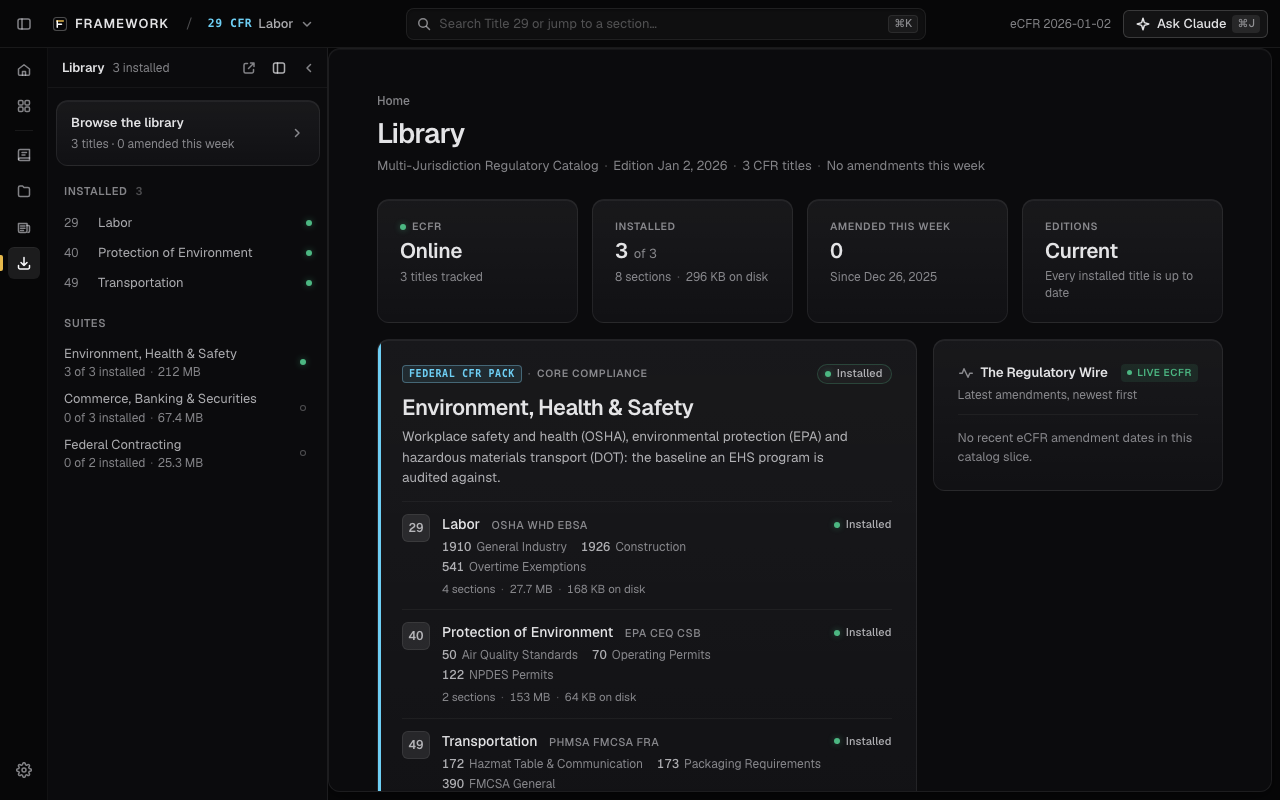 FRAMEWORK / 29 CFR Labor
Search Title 29 or jump to a section...
⌘K
eCFR 2026-01-02
Ask Claude ⌘J
Library 3 installed
Browse the library
3 titles · 0 amended this week
INSTALLED 3
29 Labor
40 Protection of Environment
49 Transportation
SUITES
Environment, Health & Safety
3 of 3 installed · 212 MB
Commerce, Banking & Securities
0 of 3 installed · 67.4 MB
Federal Contracting
0 of 2 installed · 25.3 MB
Home
Library
Multi-Jurisdiction Regulatory Catalog · Edition Jan 2, 2026 · 3 CFR titles · No amendments this week
ECFR
Online
3 titles tracked
INSTALLED
3 of 3
8 sections · 296 KB on disk
AMENDED THIS WEEK
0
Since Dec 26, 2025
EDITIONS
Current
Every installed title is up to
date
FEDERAL CFR PACK · CORE COMPLIANCE
Installed
Environment, Health & Safety
Workplace safety and health (OSHA), environmental protection (EPA) and
hazardous materials transport (DOT): the baseline an EHS program is
audited against.
29 Labor OSHA WHD EBSA Installed
1910 General Industry 1926 Construction
541 Overtime Exemptions
4 sections · 27.7 MB · 168 KB on disk
40 Protection of Environment EPA CEQ CSB Installed
50 Air Quality Standards 70 Operating Permits
122 NPDES Permits
2 sections · 153 MB · 64 KB on disk
49 Transportation PHMSA FMCSA FRA Installed
172 Hazmat Table & Communication 173 Packaging Requirements
390 FMCSA General
The Regulatory Wire LIVE ECFR
Latest amendments, newest first
No recent eCFR amendment dates in this
catalog slice.